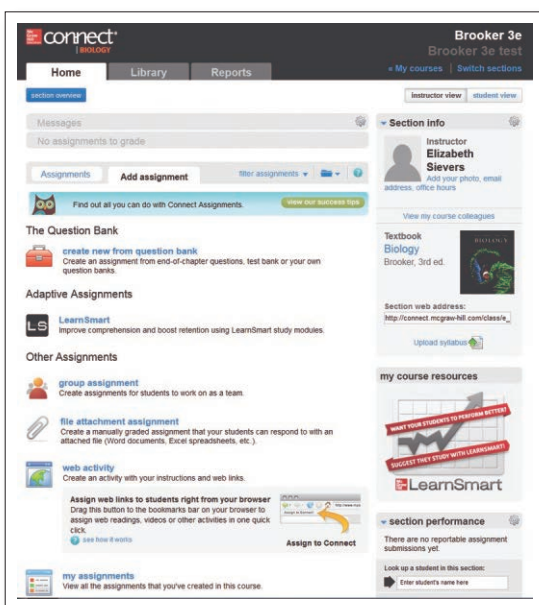 connect
BIOLOGY
Brooker 3e
Brooker 3e test
« My courses | Switch sections
Home
Library
Reports
section overview
instructor view
student view
Messages
No assignments to grade
Assignments
Add assignment
filter assignments
Find out all you can do with Connect Assignments.
view our success tips
The Question Bank
create new from question bank
Create an assignment from end-of-chapter questions, test bank or your own
question banks.
Adaptive Assignments
LS
LearnSmart
Improve comprehension and boost retention using LearnSmart study modules.
Other Assignments
group assignment
Create assignments for students to work on as a team.
file attachment assignment
Create a manually graded assignment that your students can respond to with an
attached file (Word documents, Excel spreadsheets, etc.).
web activity
Create an activity with your instructions and web links.
Assign web links to students right from your browser
Drag this button to the bookmarks bar on your browser to
assign web readings, videos or other activities in one quick
click.
see how it works
Assign to Connect
my assignments
View all the assignments that you've created in this course.
Section info
Instructor
Elizabeth
Sievers
Add your photo, email
address, office hours
View my course colleagues
Textbook
Biology
Brooker, 3rd ed.
BIOLOGY
Section web address:
http://connect.mcgraw-hill.com/class/e_
Upload syllabus
my course resources
WANT YOUR STUDENTS TO PERFORM BETTER?
SUGGEST THEY STUDY WITH LEARNSMART!
LearnSmart
section performance
There are no reportable assignment
submissions yet.
Look up a student in this section:
Enter student's name here